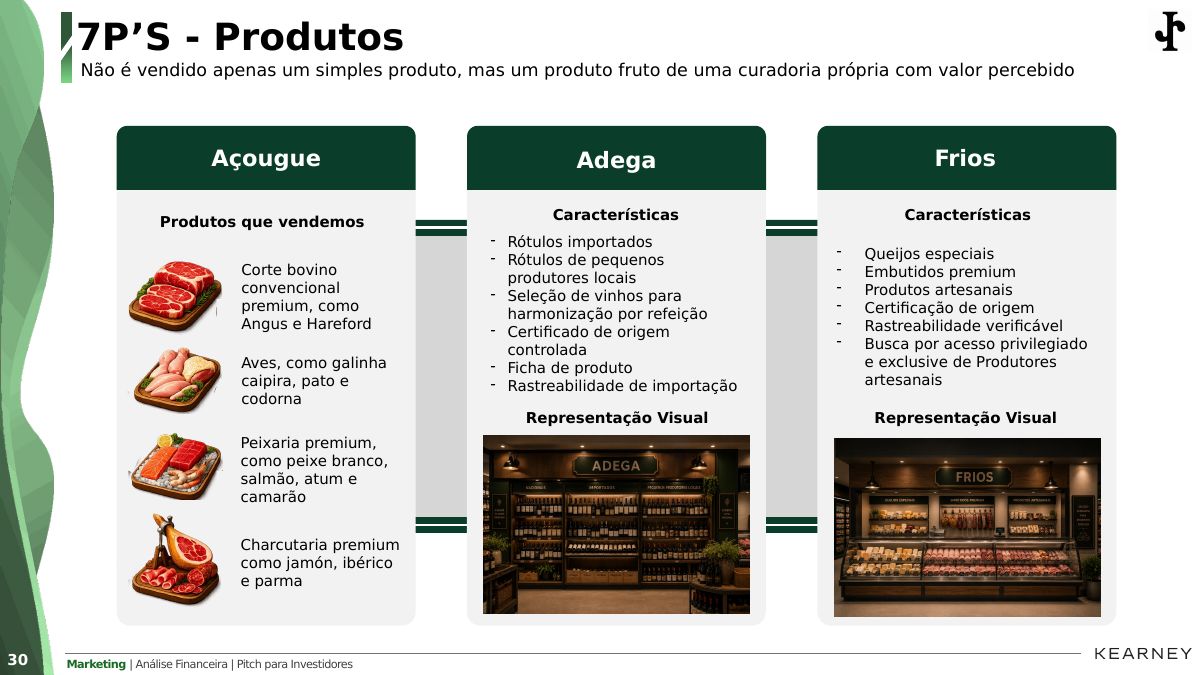 7P’S - Produtos
Não é vendido apenas um simples produto, mas um produto fruto de uma curadoria própria com valor percebido
Açougue
Produtos que vendemos
Corte bovino
convencional
premium, como
Angus e Hareford
Aves, como galinha
caipira, pato e
codorna
Peixaria premium,
como peixe branco,
salmão, atum e
camarão
Charcutaria premium
como jamón, ibérico
e parma
Adega
Características
- Rótulos importados
- Rótulos de pequenos
produtores locais
- Seleção de vinhos para
harmonização por refeição
- Certificado de origem
controlada
- Ficha de produto
- Rastreabilidade de importação
Representação Visual
ADEGA
NACIONAIS
IMPORTADOS
Frios
Características
- Queijos especiais
- Embutidos premium
- Produtos artesanais
- Certificação de origem
- Rastreabilidade verificável
- Busca por acesso privilegiado
e exclusive de Produtores
artesanais
Representação Visual
FRIOS
30
Marketing | Análise Financeira | Pitch para Investidores
KEARNEY